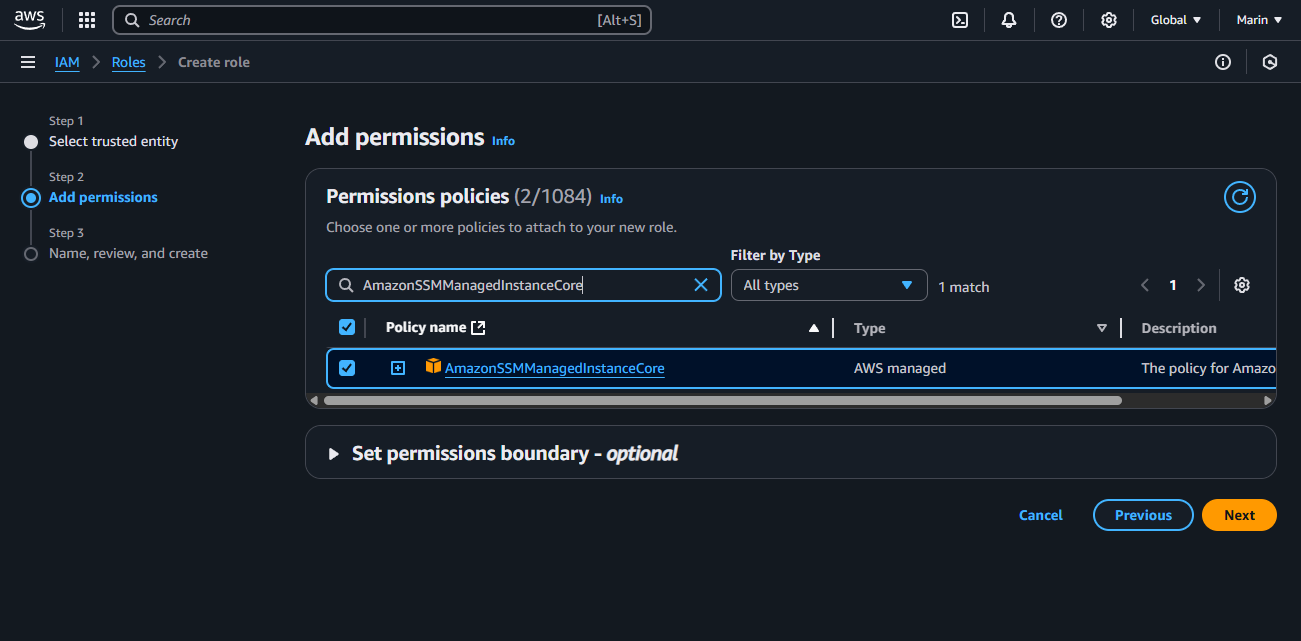 aws
Search [Alt+S] Global Marin
IAM Roles Create role
Step 1
Select trusted entity
Step 2
Add permissions
Step 3
Name, review, and create
Add permissions Info
Permissions policies (2/1084) Info
Choose one or more policies to attach to your new role.
Filter by Type
AmazonSSMManagedInstanceCore All types 1 match 1
Policy name Type Description
AmazonSSMManagedInstanceCore AWS managed The policy for Amazo
Set permissions boundary - optional
Cancel Previous Next